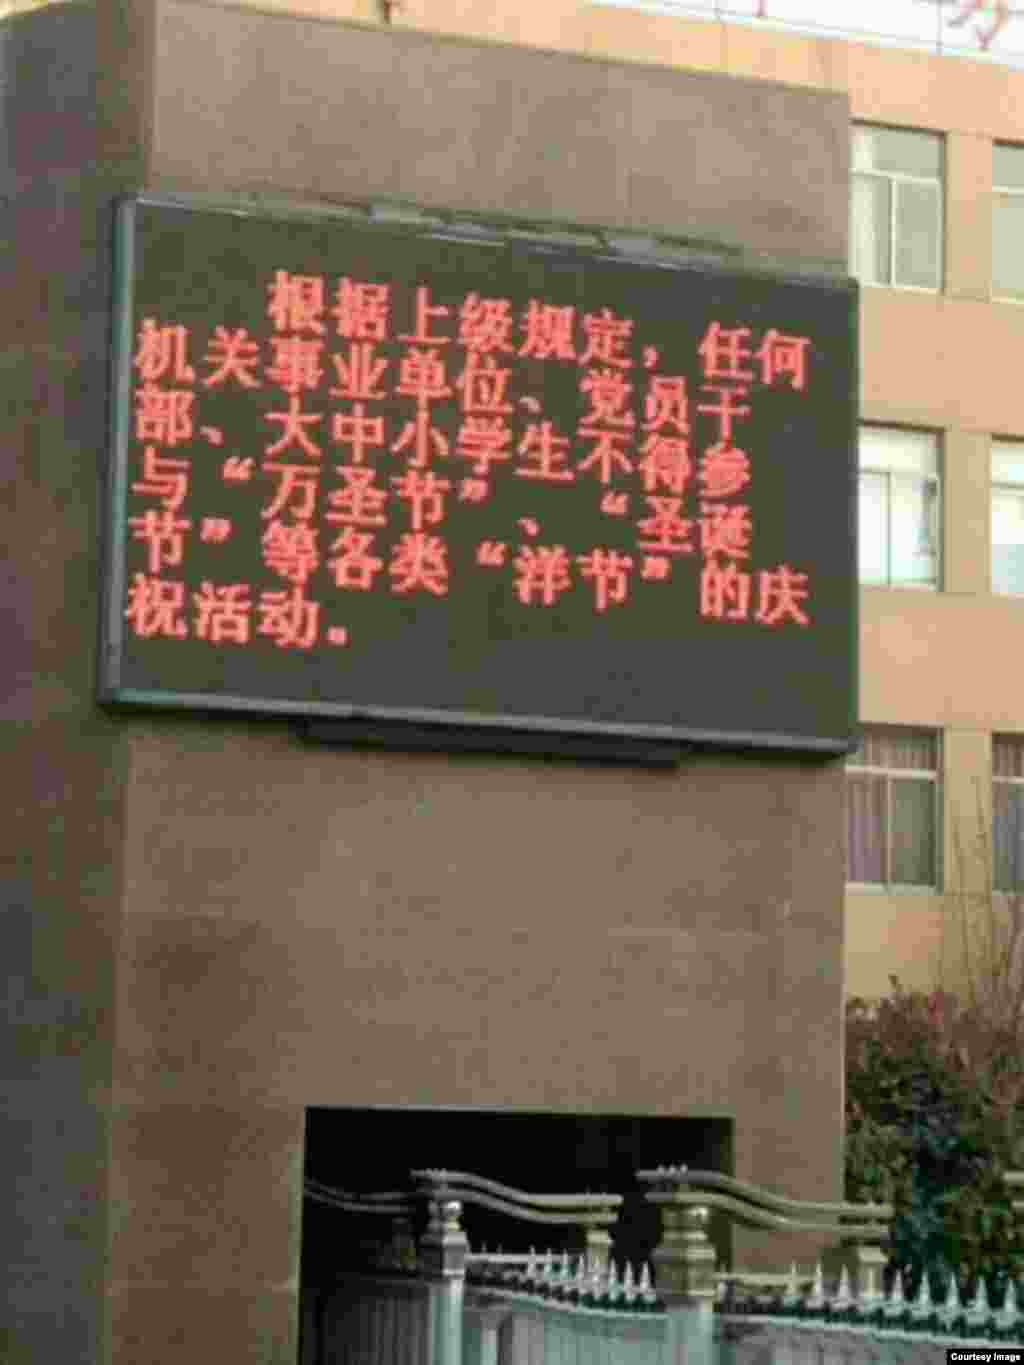 根据上级规定，任何
机关事业单位、党员干
部、大中小学生不得参
与“万圣节”、“圣诞
节”等各类“洋节”的庆
祝活动。
Courtesy Image